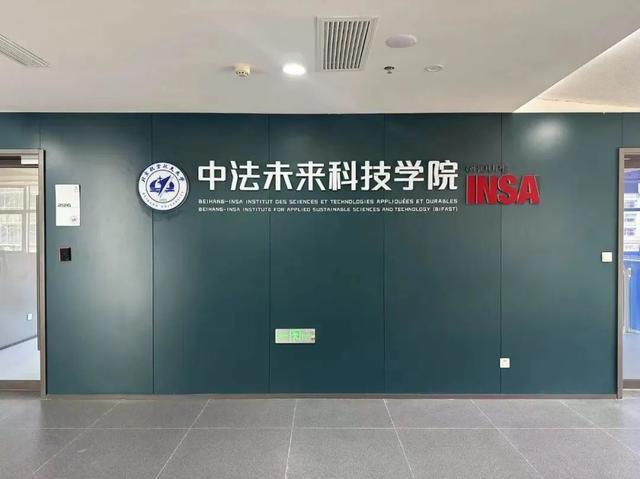 中法未来科技学院
GROUPE
INSA
BEIHANG-INSA INSTITUT DES SCIENCES ET TECHNOLOGIES APPLIQUÉES ET DURABLES
BEIHANG-INSA INSTITUTE FOR APPLIED SUSTAINABLE SCIENCES AND TECHNOLOGY (BIFAST)